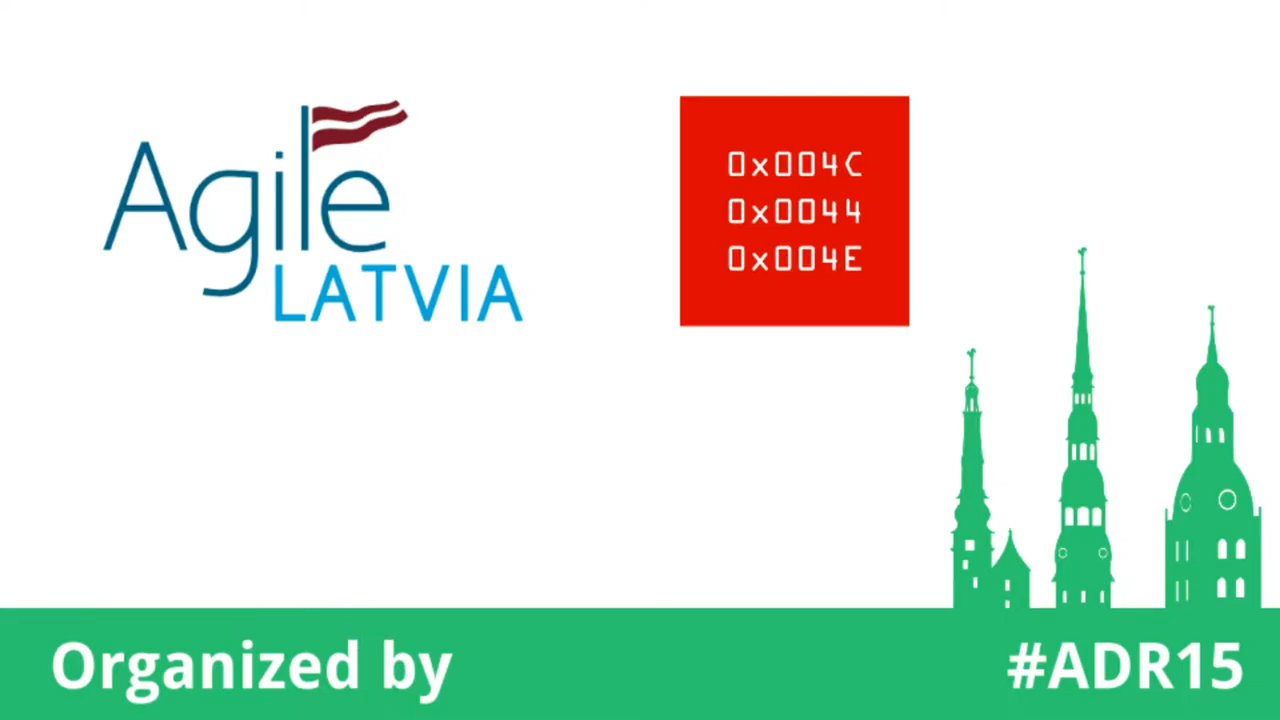 Agile
LATVIA
0x004C
0x0044
0x004E
Organized by
#ADR15